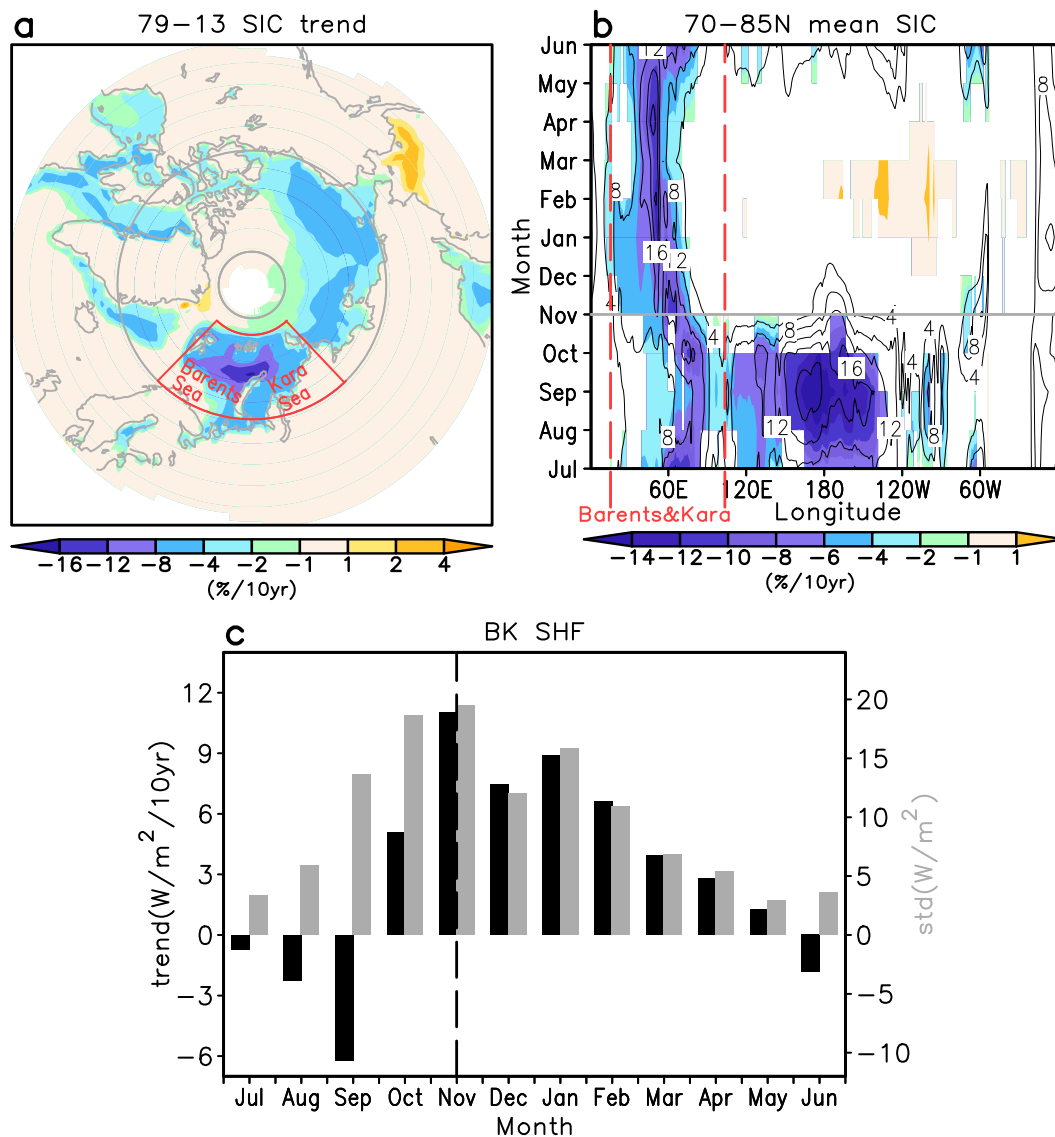 a 79−13 SIC trend
Barents
Sea
Kara
Sea
−16 −12 −8 −4 −2 −1 1 2 4
(%/10yr)
b 70−85N mean SIC
Month
Jun
May
Apr
Mar
Feb
Jan
Dec
Nov
Oct
Sep
Aug
Jul
12
8
8 8
16 12
4 4
8 4 4
8
16 4
12 12
8 8
60E 120E 180 120W 60W
Barents&Kara Longitude
−14 −12 −10 −8 −6 −4 −2 −1 1
(%/10yr)
c BK SHF
trend(W/m²/10yr)
12
9
6
3
0
−3
−6
20
15
10
5
0
−5
−10
std(W/m²)
Jul Aug Sep Oct Nov Dec Jan Feb Mar Apr May Jun
Month